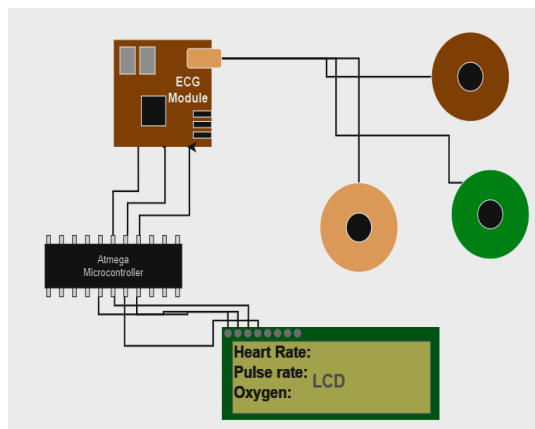 ECG
Module
Atmega
Microcontroller
Heart Rate:
Pulse rate:
LCD
Oxygen: